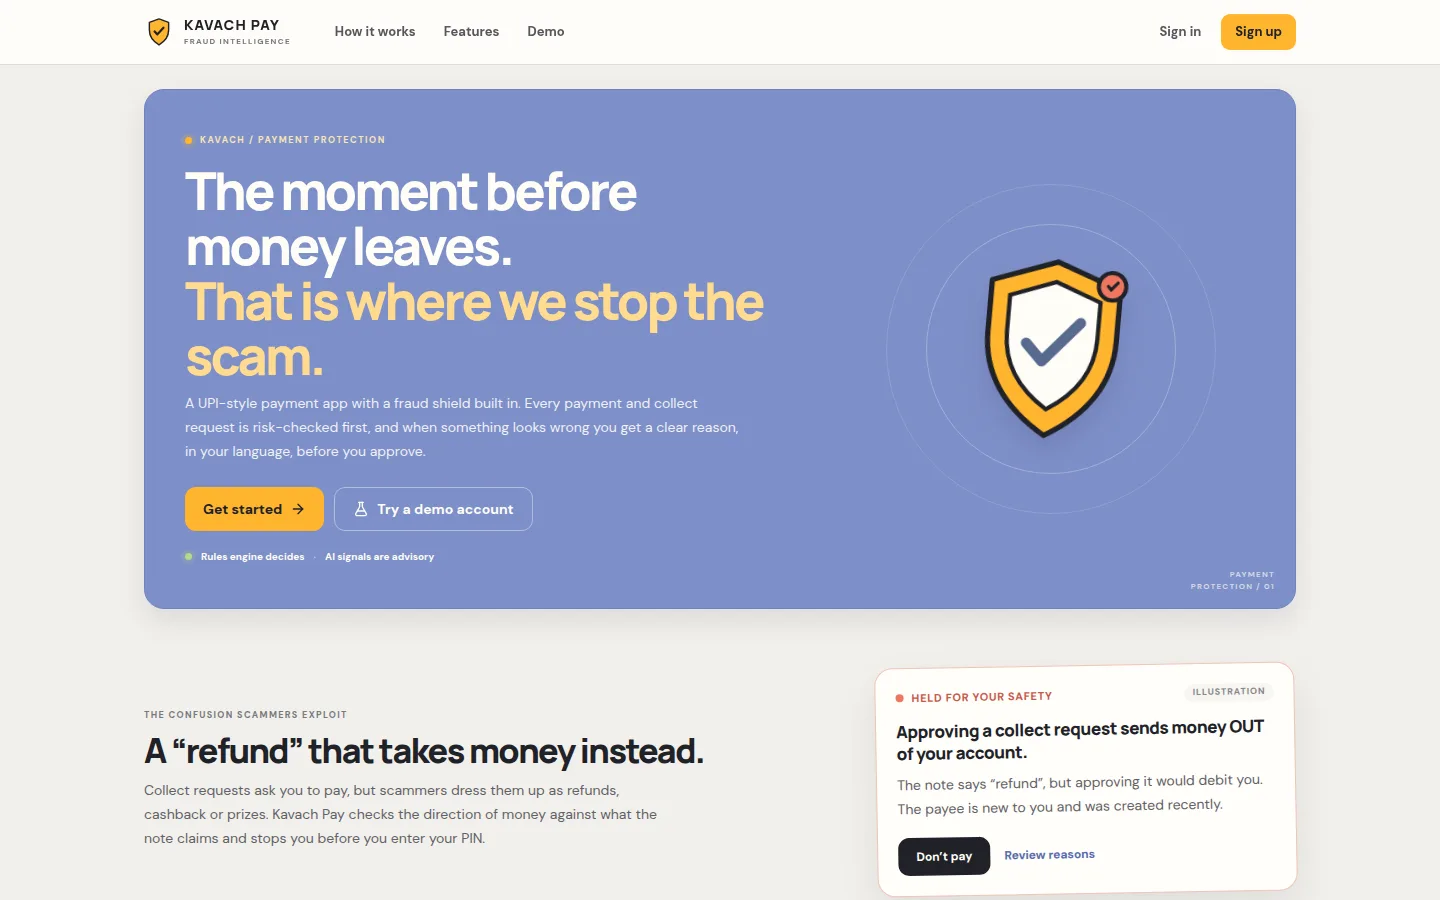 KAVACH PAY
FRAUD INTELLIGENCE
How it works
Features
Demo
Sign in
Sign up
KAVACH / PAYMENT PROTECTION
The moment before
money leaves.
That is where we stop the
scam.
A UPI-style payment app with a fraud shield built in. Every payment and collect
request is risk-checked first, and when something looks wrong you get a clear reason,
in your language, before you approve.
Get started →
Try a demo account
Rules engine decides · AI signals are advisory
PAYMENT
PROTECTION / 01
THE CONFUSION SCAMMERS EXPLOIT
A “refund” that takes money instead.
Collect requests ask you to pay, but scammers dress them up as refunds,
cashback or prizes. Kavach Pay checks the direction of money against what the
note claims and stops you before you enter your PIN.
HELD FOR YOUR SAFETY
ILLUSTRATION
Approving a collect request sends money OUT
of your account.
The note says “refund”, but approving it would debit you.
The payee is new to you and was created recently.
Don’t pay
Review reasons